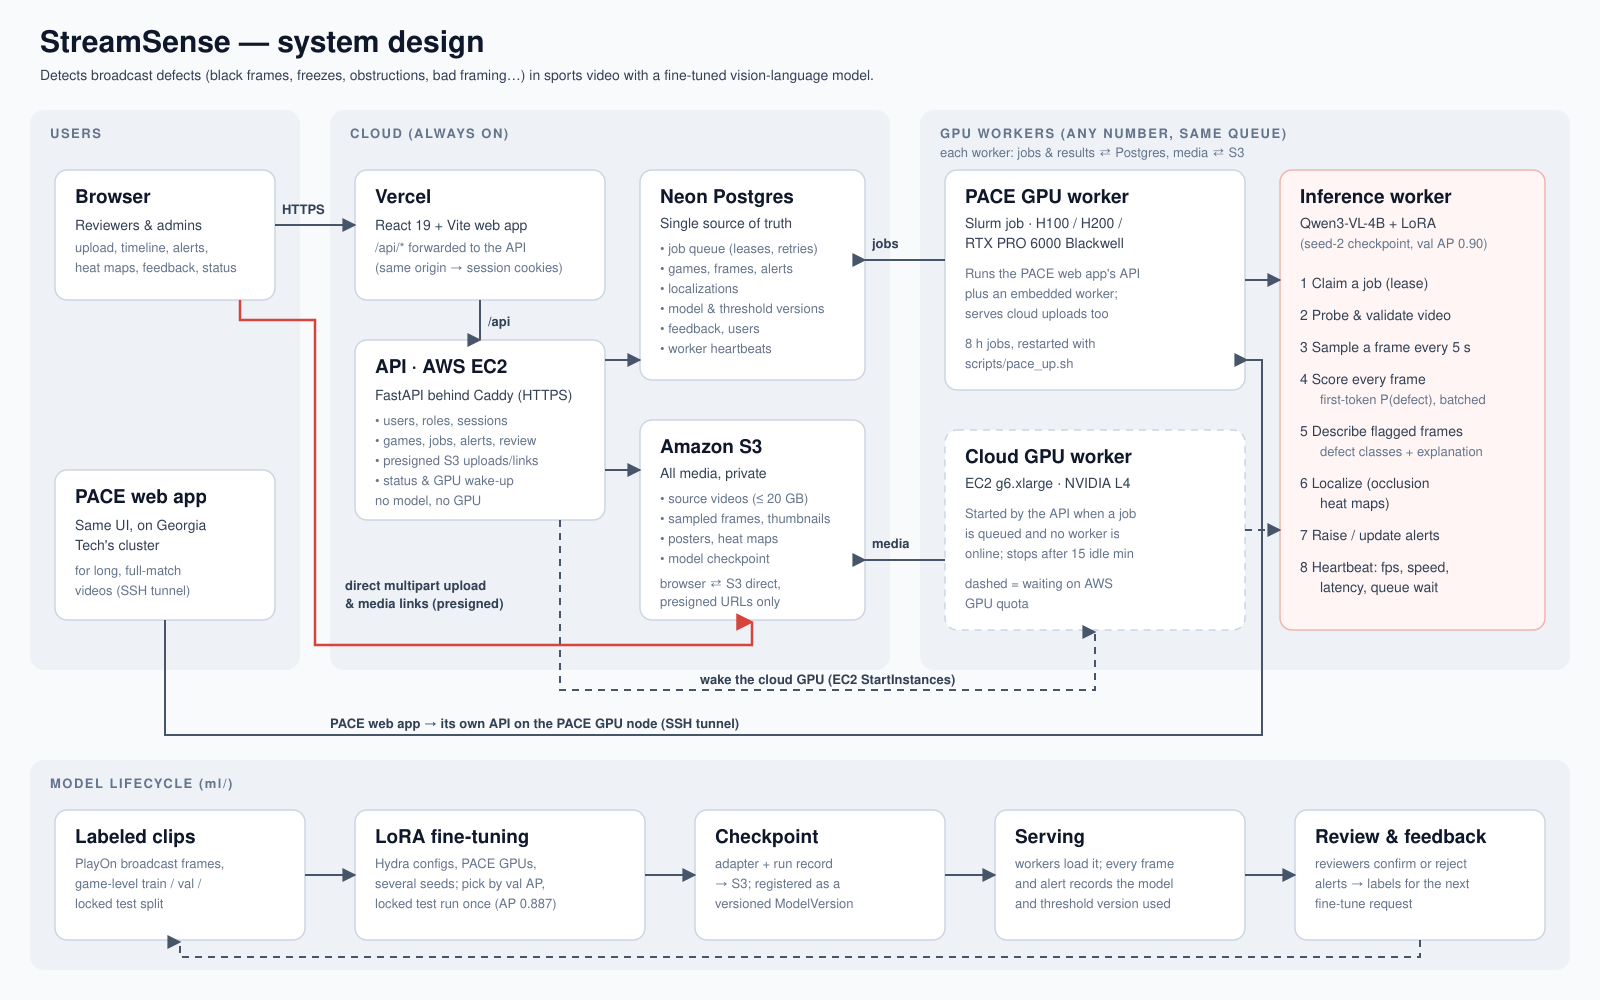 StreamSense — system design
Detects broadcast defects (black frames, freezes, obstructions, bad framing…) in sports video with a fine-tuned vision-language model.
USERS
Browser
Reviewers & admins
upload, timeline, alerts,
heat maps, feedback, status
HTTPS
PACE web app
Same UI, on Georgia
Tech's cluster
for long, full-match
videos (SSH tunnel)
CLOUD (ALWAYS ON)
Vercel
React 19 + Vite web app
/api/* forwarded to the API
(same origin → session cookies)
/api
API · AWS EC2
FastAPI behind Caddy (HTTPS)
• users, roles, sessions
• games, jobs, alerts, review
• presigned S3 uploads/links
• status & GPU wake-up
no model, no GPU
direct multipart upload
& media links (presigned)
Neon Postgres
Single source of truth
• job queue (leases, retries)
• games, frames, alerts
• localizations
• model & threshold versions
• feedback, users
• worker heartbeats
Amazon S3
All media, private
• source videos (≤ 20 GB)
• sampled frames, thumbnails
• posters, heat maps
• model checkpoint
browser ⇄ S3 direct,
presigned URLs only
jobs
media
GPU WORKERS (ANY NUMBER, SAME QUEUE)
each worker: jobs & results ⇄ Postgres, media ⇄ S3
PACE GPU worker
Slurm job · H100 / H200 /
RTX PRO 6000 Blackwell
Runs the PACE web app's API
plus an embedded worker;
serves cloud uploads too
8 h jobs, restarted with
scripts/pace_up.sh
Cloud GPU worker
EC2 g6.xlarge · NVIDIA L4
Started by the API when a job
is queued and no worker is
online; stops after 15 idle min
dashed = waiting on AWS
GPU quota
Inference worker
Qwen3-VL-4B + LoRA
(seed-2 checkpoint, val AP 0.90)
1 Claim a job (lease)
2 Probe & validate video
3 Sample a frame every 5 s
4 Score every frame
first-token P(defect), batched
5 Describe flagged frames
defect classes + explanation
6 Localize (occlusion
heat maps)
7 Raise / update alerts
8 Heartbeat: fps, speed,
latency, queue wait
wake the cloud GPU (EC2 StartInstances)
PACE web app → its own API on the PACE GPU node (SSH tunnel)
MODEL LIFECYCLE (ml/)
Labeled clips
PlayOn broadcast frames,
game-level train / val /
locked test split
LoRA fine-tuning
Hydra configs, PACE GPUs,
several seeds; pick by val AP,
locked test run once (AP 0.887)
Checkpoint
adapter + run record
→ S3; registered as a
versioned ModelVersion
Serving
workers load it; every frame
and alert records the model
and threshold version used
Review & feedback
reviewers confirm or reject
alerts → labels for the next
fine-tune request